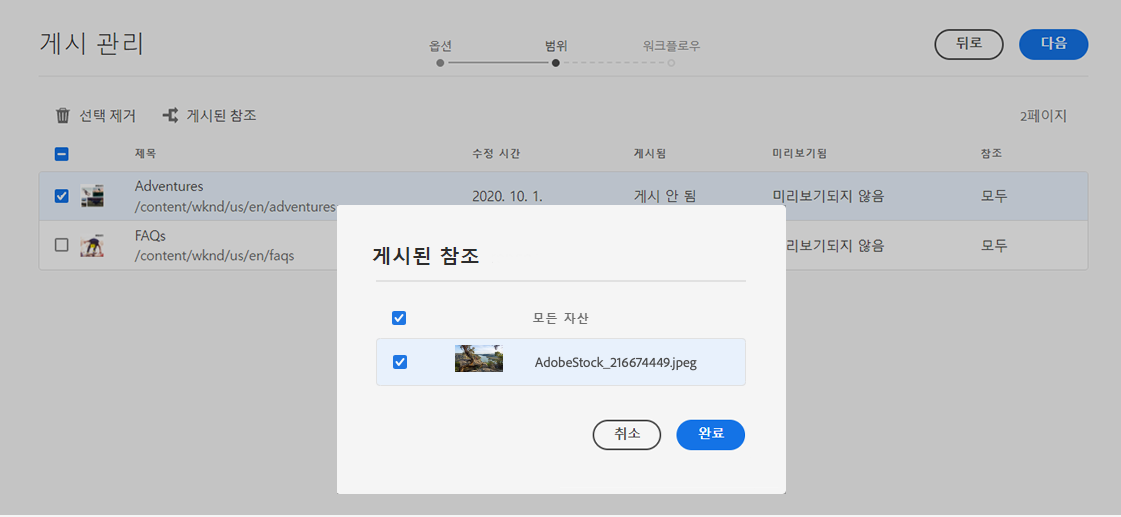 게시 관리
옵션
범위
워크플로우
뒤로
다음
선택 제거
게시된 참조
2페이지
제목
수정 시간
게시됨
미리보기됨
참조
Adventures
/content/wknd/us/en/adventures
2020. 10. 1.
게시 안 됨
미리보기되지 않음
모두
FAQs
/content/wknd/us/en/faqs
리보기되지 않음
모두
게시된 참조
모든 자산
AdobeStock_216674449.jpeg
취소
완료